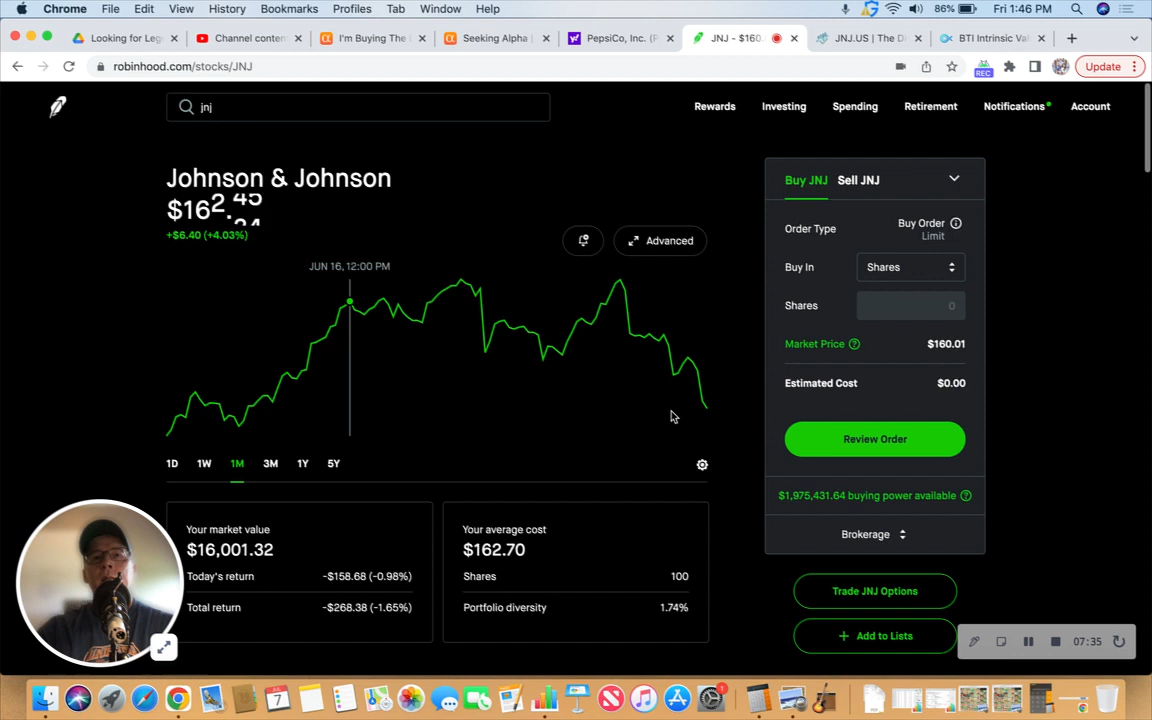 Chrome File Edit View History Bookmarks Profiles Tab Window Help 86% Fri 1:46 PM
Looking for Leg Channel conten I'm Buying The Seeking Alpha PepsiCo, Inc. (P JNJ - $160. JNJ.US | The D BTI Intrinsic Val
robinhood.com/stocks/JNJ REC Update
jnj Rewards Investing Spending Retirement Notifications Account
Johnson & Johnson
$162.
+$6.40 (+4.03%)
Advanced
JUN 16, 12:00 PM
1D 1W 1M 3M 1Y 5Y
Your market value
$16,001.32
Today's return -$158.68 (-0.98%)
Total return -$268.38 (-1.65%)
Your average cost
$162.70
Shares 100
Portfolio diversity 1.74%
Buy JNJ Sell JNJ
Order Type Buy Order
Limit
Buy In Shares
Shares 0
Market Price $160.01
Estimated Cost $0.00
Review Order
$1,975,431.64 buying power available
Brokerage
Trade JNJ Options
+ Add to Lists
07:35
JUL
7
1